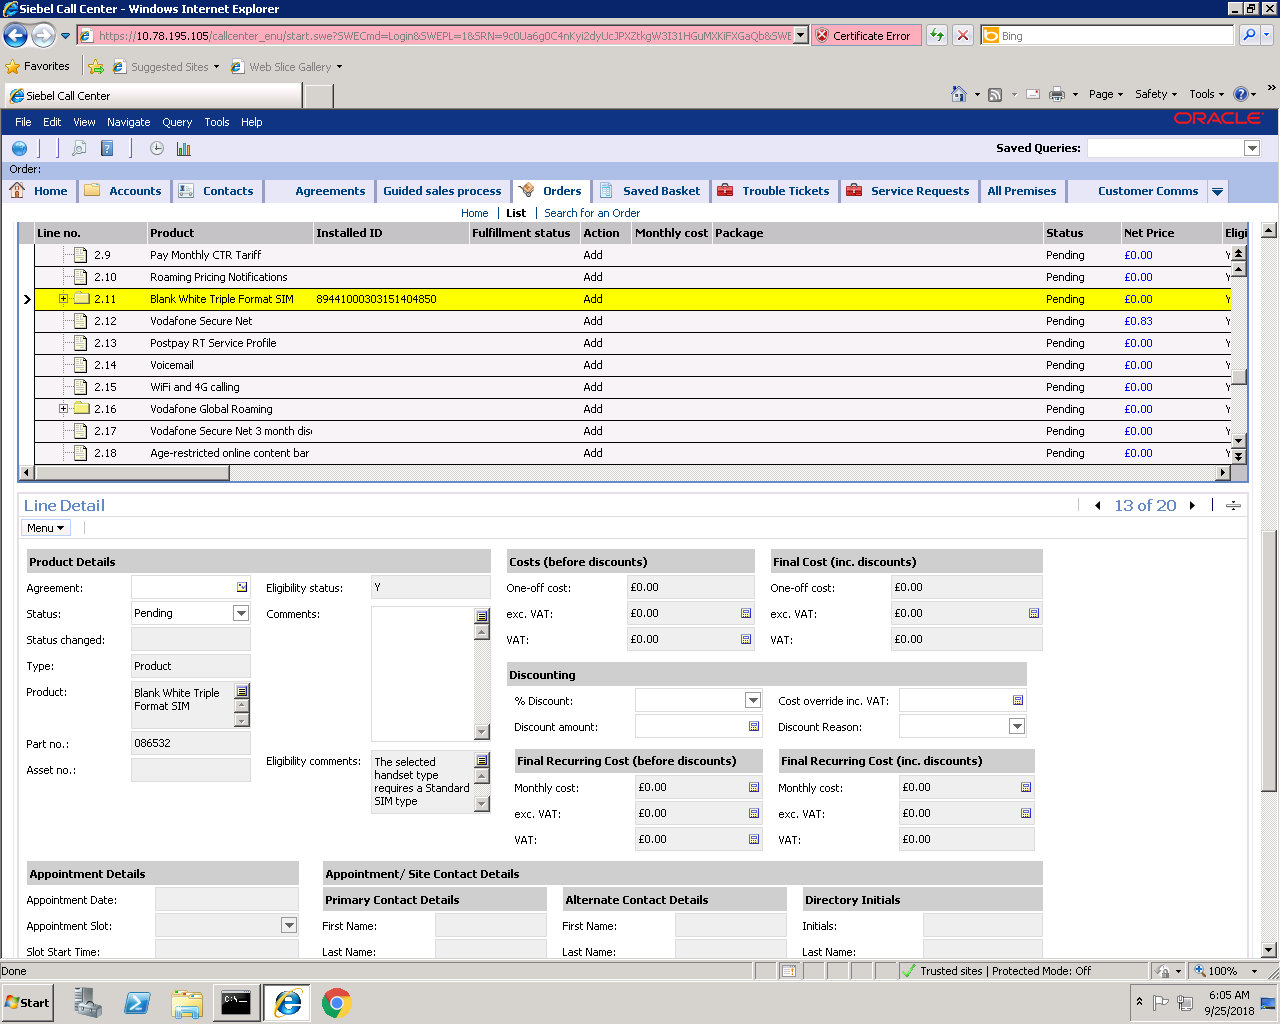 Siebel Call Center - Windows Internet Explorer
https://10.78.195.105/callcenter_enu/start.swe?SWECmd=Login&SWEPL=1&SRN= Certificate Error Bing
Favorites Suggested Sites Web Slice Gallery
Siebel Call Center Page Safety Tools »
File Edit View Navigate Query Tools Help ORACLE
Saved Queries:
Order:
Home Accounts Contacts Agreements Guided sales process Orders Saved Basket Trouble Tickets Service Requests All Premises Customer Comms
Home | List | Search for an Order
Line no. Product Installed ID Fulfillment status Action Monthly cost Package Status Net Price Eligi
2.9 Pay Monthly CTR Tariff Add Pending £0.00 Y
2.10 Roaming Pricing Notifications Add Pending £0.00 Y
2.11 Blank White Triple Format SIM 89441000303151404850 Add Pending £0.00 Y
2.12 Vodafone Secure Net Add Pending £0.83 Y
2.13 Postpay RT Service Profile Add Pending £0.00 Y
2.14 Voicemail Add Pending £0.00 Y
2.15 WiFi and 4G calling Add Pending £0.00 Y
2.16 Vodafone Global Roaming Add Pending £0.00 Y
2.17 Vodafone Secure Net 3 month disc Add Pending £0.00 Y
2.18 Age-restricted online content bar Add Pending £0.00 Y
Line Detail 13 of 20
Menu
Product Details Costs (before discounts) Final Cost (inc. discounts)
Agreement: Eligibility status: Y One-off cost: £0.00 One-off cost: £0.00
Status: Pending Comments: exc. VAT: £0.00 exc. VAT: £0.00
Status changed: VAT: £0.00 VAT: £0.00
Type: Product Discounting
Product: Blank White Triple % Discount: Cost override inc. VAT:
Format SIM
Discount amount: Discount Reason:
Part no.: 086532
Eligibility comments: The selected Final Recurring Cost (before discounts) Final Recurring Cost (inc. discounts)
Asset no.: handset type
requires a Standard Monthly cost: £0.00 Monthly cost: £0.00
SIM type
exc. VAT: £0.00 exc. VAT: £0.00
VAT: £0.00 VAT: £0.00
Appointment Details Appointment/ Site Contact Details
Appointment Date: Primary Contact Details Alternate Contact Details Directory Initials
Appointment Slot: First Name: First Name: Initials:
Slot Start Time: Last Name: Last Name: Last Name:
Done Trusted sites | Protected Mode: Off 100%
Start C:\. 6:05 AM
9/25/2018